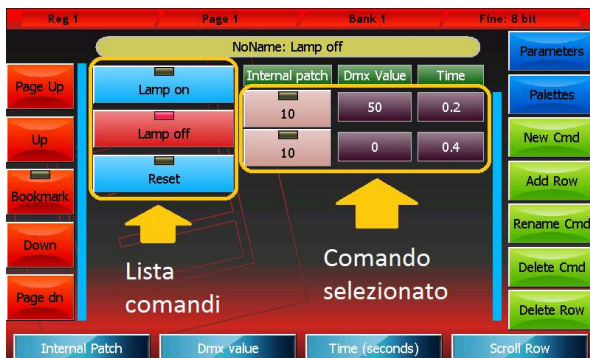 Reg 1 Page 1 Bank 1 Fine: 8 bit
NoName: Lamp off
Parameters
Page Up
Lamp on
Internal patch Dmx Value Time
Palettes
10 50 0.2
Up
Lamp off
New Cmd
10 0 0.4
Bookmark
Reset
Add Row
Rename Cmd
Down
Lista
comandi
Comando
selezionato
Delete Cmd
Page dn
Delete Row
Internal Patch Dmx value Time (seconds) Scroll Row